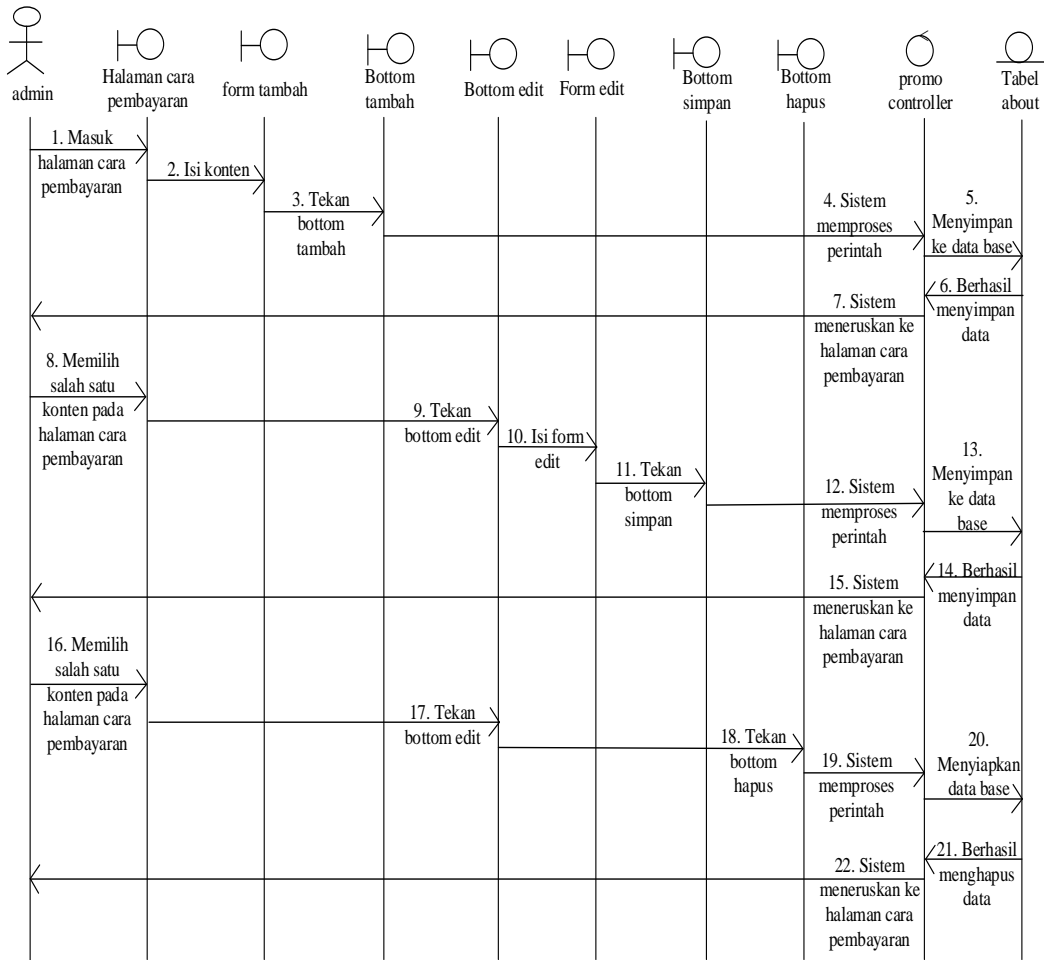 admin
Halaman cara
pembayaran
form tambah
Bottom
tambah
Bottom edit
Form edit
Bottom
simpan
Bottom
hapus
promo
controller
Tabel
about
1. Masuk
halaman cara
pembayaran
2. Isi konten
3. Tekan
bottom
tambah
4. Sistem
memproses
perintah
5.
Menyimpan
ke data base
6. Berhasil
menyimpan
data
7. Sistem
meneruskan ke
halaman cara
pembayaran
8. Memilih
salah satu
konten pada
halaman cara
pembayaran
9. Tekan
bottom edit
10. Isi form
edit
11. Tekan
bottom
simpan
12. Sistem
memproses
perintah
13.
Menyimpan
ke data
base
14. Berhasil
menyimpan
data
15. Sistem
meneruskan ke
halaman cara
pembayaran
16. Memilih
salah satu
konten pada
halaman cara
pembayaran
17. Tekan
bottom edit
18. Tekan
bottom
hapus
19. Sistem
memproses
perintah
20.
Menyiapkan
data base
21. Berhasil
menghapus
data
22. Sistem
meneruskan ke
halaman cara
pembayaran